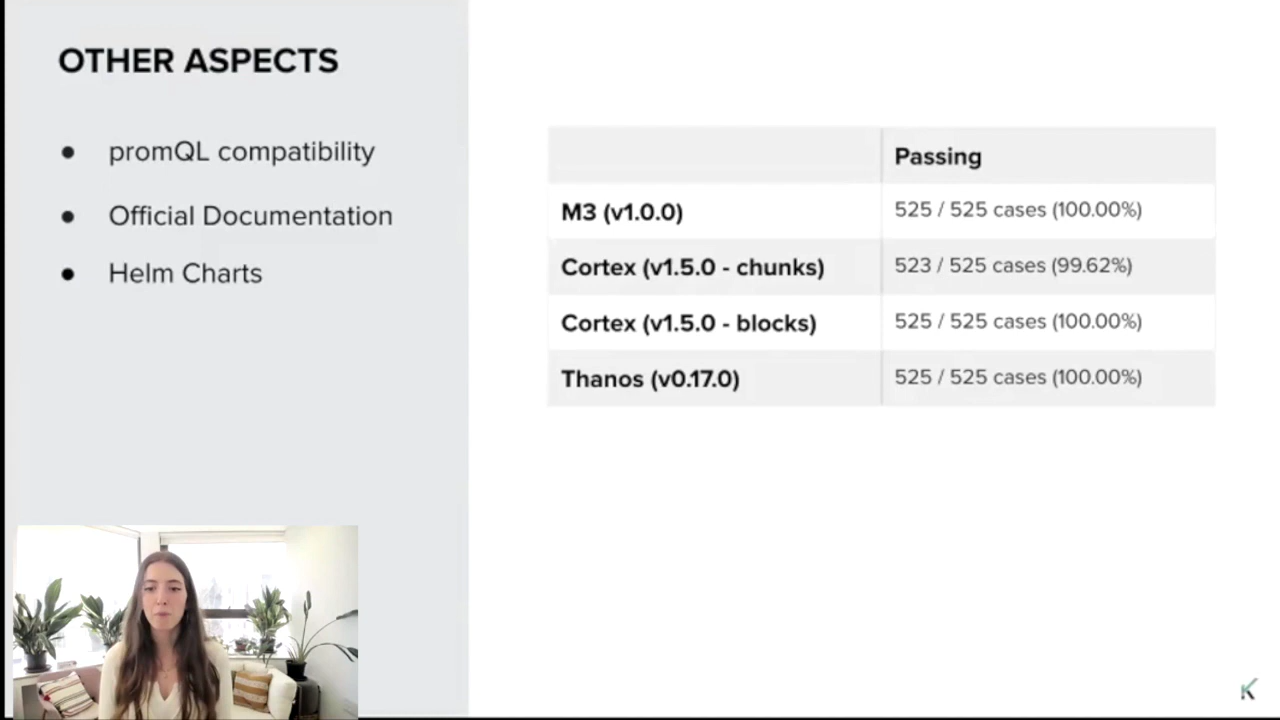 OTHER ASPECTS
● promQL compatibility
● Official Documentation
● Helm Charts
Passing
M3 (v1.0.0) 525 / 525 cases (100.00%)
Cortex (v1.5.0 - chunks) 523 / 525 cases (99.62%)
Cortex (v1.5.0 - blocks) 525 / 525 cases (100.00%)
Thanos (v0.17.0) 525 / 525 cases (100.00%)